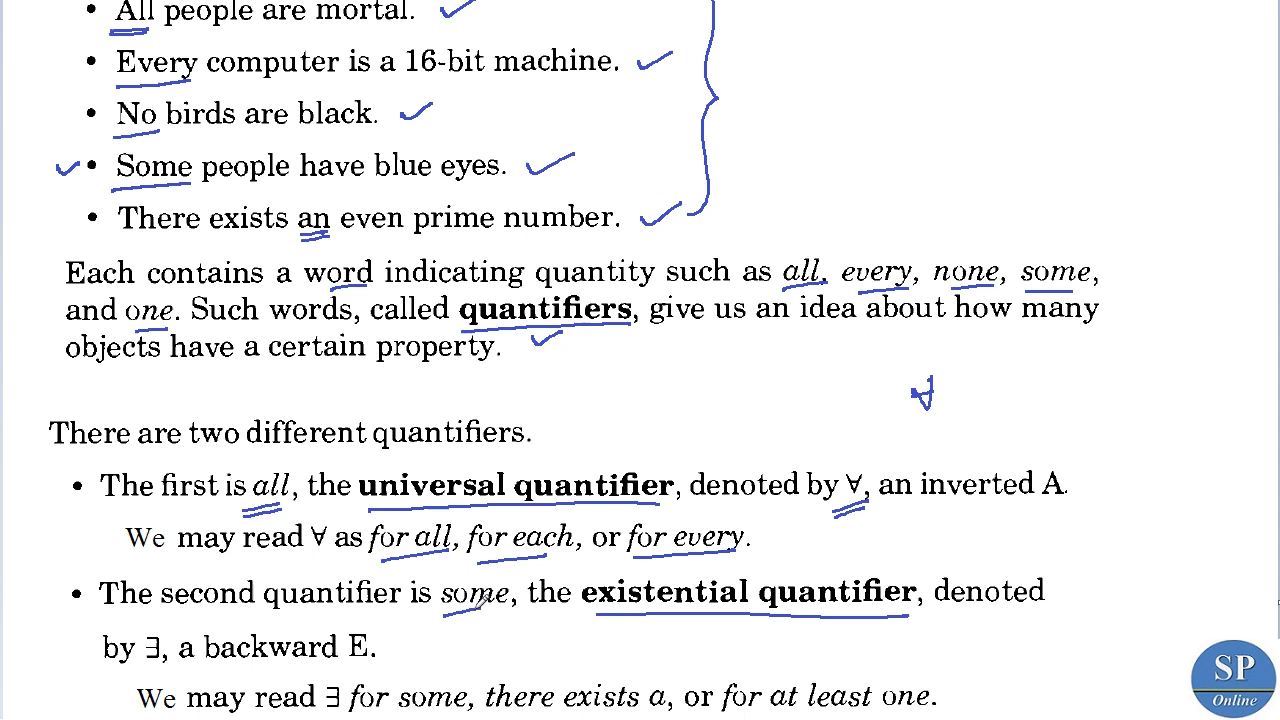 • All people are mortal.
• Every computer is a 16-bit machine.
• No birds are black.
• Some people have blue eyes.
• There exists an even prime number.
Each contains a word indicating quantity such as all, every, none, some,
and one. Such words, called quantifiers, give us an idea about how many
objects have a certain property.
∀
There are two different quantifiers.
• The first is all, the universal quantifier, denoted by ∀, an inverted A.
We may read ∀ as for all, for each, or for every.
• The second quantifier is some, the existential quantifier, denoted
by ∃, a backward E.
We may read ∃ for some, there exists a, or for at least one.
SP
Online